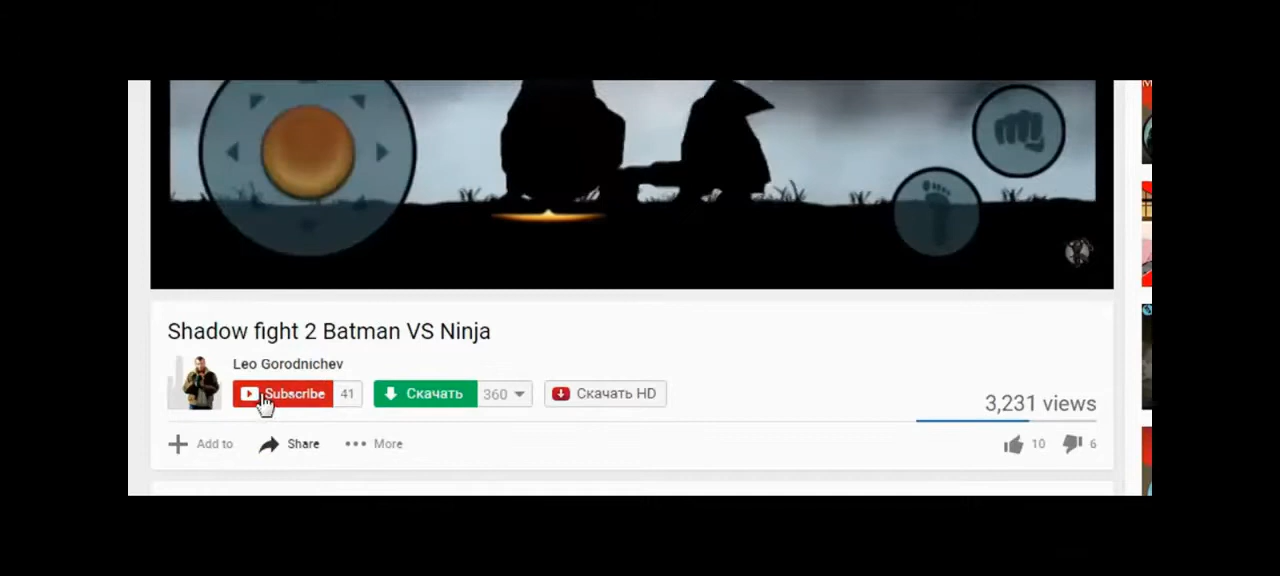 Shadow fight 2 Batman VS Ninja
Leo Gorodnichev
Subscribe 41 Скачать 360 Скачать HD
3,231 views
Add to Share More 10 6